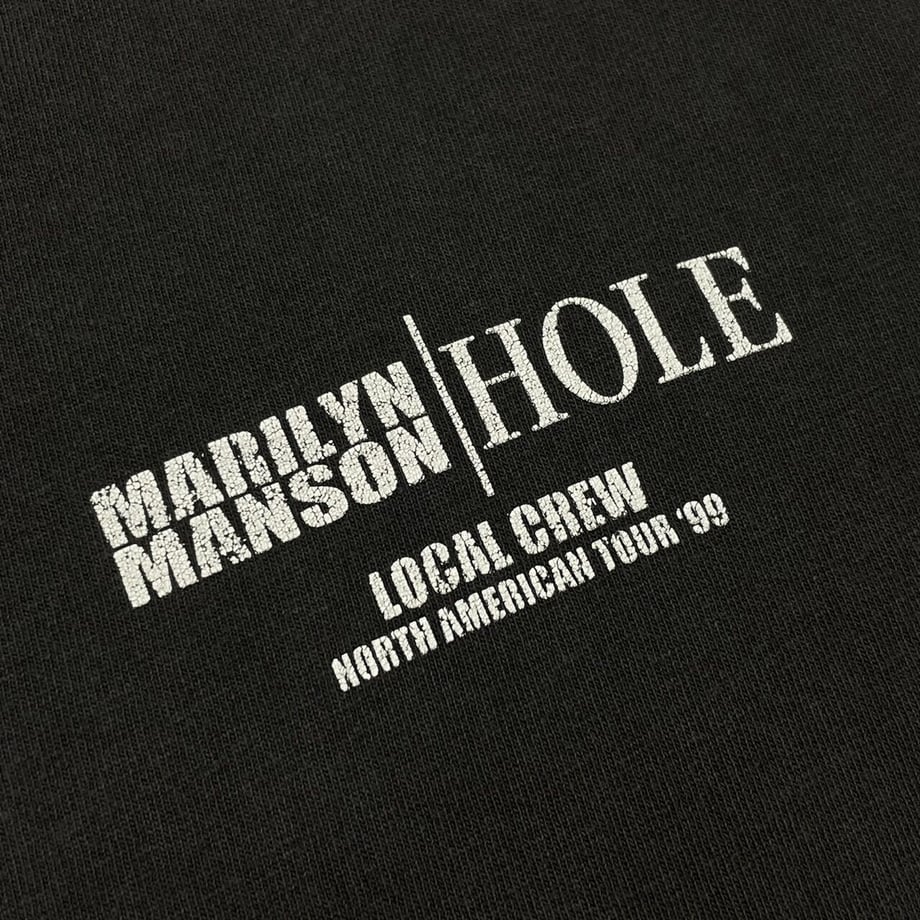 MARILYN
MANSON
HOLE
LOCAL CREW
NORTH AMERICAN TOUR '99